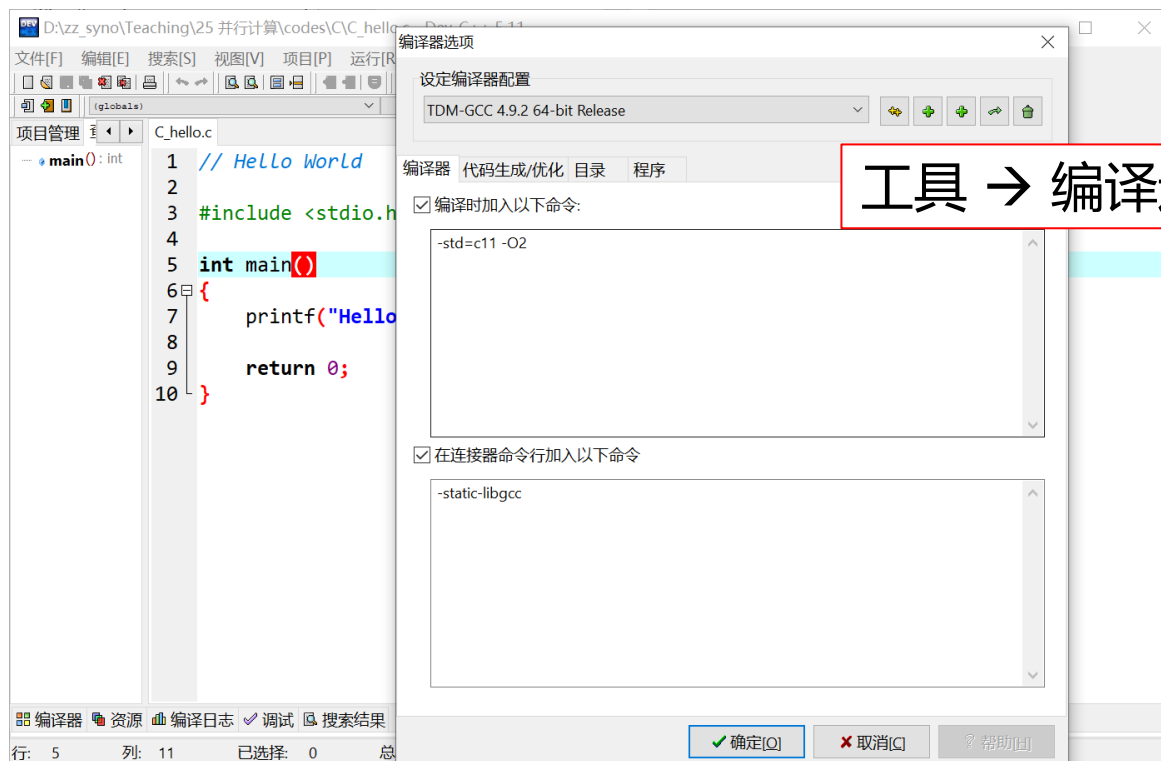 D:\zz_syno\Teaching\25 并行计算\codes\C\C_hello.c - Dev-C++ 5.11
编译器选项
文件[F] 编辑[E] 搜索[S] 视图[V] 项目[P] 运行[R
设定编译器配置
(globals)
TDM-GCC 4.9.2 64-bit Release
项目管理
C_hello.c
main() : int
编译器 代码生成/优化 目录 程序
工具 → 编译
编译时加入以下命令:
-std=c11 -O2
1 // Hello World
2
3 #include <stdio.h
4
5 int main()
6 {
7 printf("Hello
8
9 return 0;
10 }
在连接器命令行加入以下命令
-static-libgcc
编译器 资源 编译日志 调试 搜索结果
确定[O] 取消[C] 帮助[H]
行: 5 列: 11 已选择: 0 总